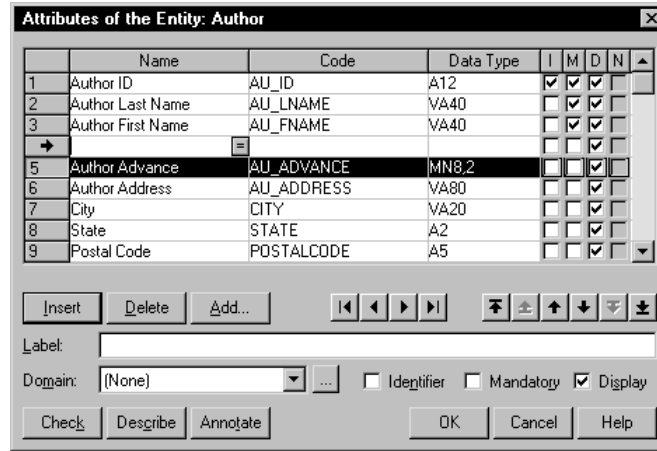 Attributes of the Entity: Author
Name Code Data Type I M D N
1 Author ID AU_ID A12
2 Author Last Name AU_LNAME VA40
3 Author First Name AU_FNAME VA40
=
5 Author Advance AU_ADVANCE MN8,2
6 Author Address AU_ADDRESS VA80
7 City CITY VA20
8 State STATE A2
9 Postal Code POSTALCODE A5
Insert Delete Add...
Label:
Domain: (None) ... Identifier Mandatory Display
Check Describe Annotate OK Cancel Help